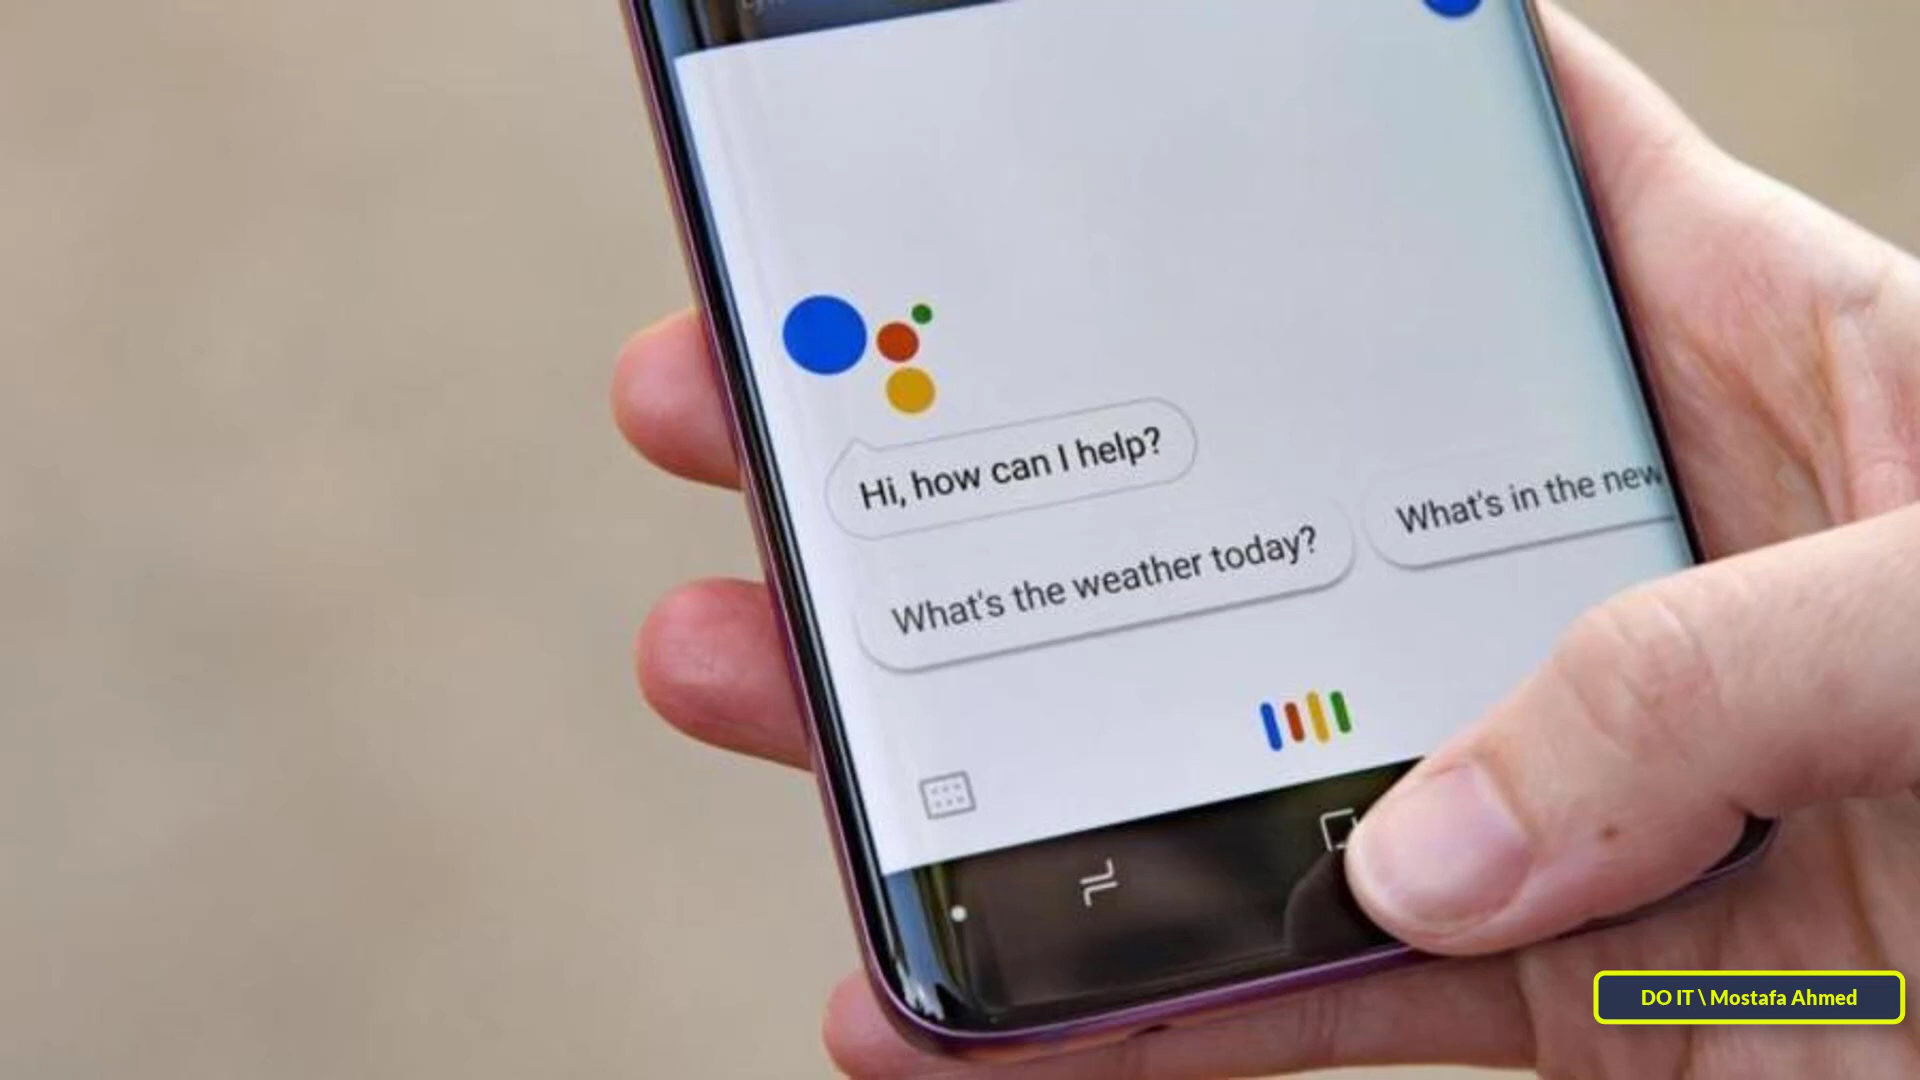 Hi, how can I help?
What's the weather today?
What's in the new
DO IT \ Mostafa Ahmed